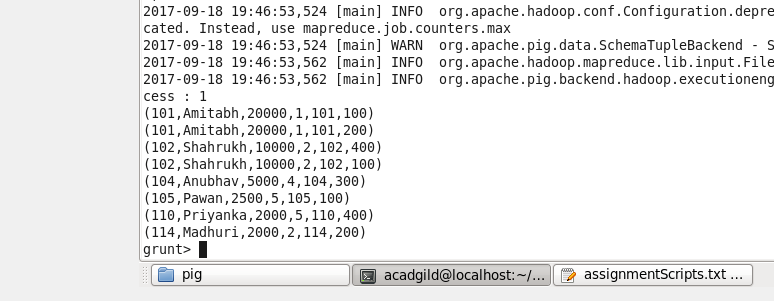 2017-09-18 19:46:53,524 [main] INFO  org.apache.hadoop.conf.Configuration.depre
cated. Instead, use mapreduce.job.counters.max
2017-09-18 19:46:53,524 [main] WARN  org.apache.pig.data.SchemaTupleBackend - S
2017-09-18 19:46:53,562 [main] INFO  org.apache.hadoop.mapreduce.lib.input.File
2017-09-18 19:46:53,562 [main] INFO  org.apache.pig.backend.hadoop.executioneng
cess : 1
(101,Amitabh,20000,1,101,100)
(101,Amitabh,20000,1,101,200)
(102,Shahrukh,10000,2,102,400)
(102,Shahrukh,10000,2,102,100)
(104,Anubhav,5000,4,104,300)
(105,Pawan,2500,5,105,100)
(110,Priyanka,2000,5,110,400)
(114,Madhuri,2000,2,114,200)
grunt>
pig
acadgild@localhost:~/...
assignmentScripts.txt ...